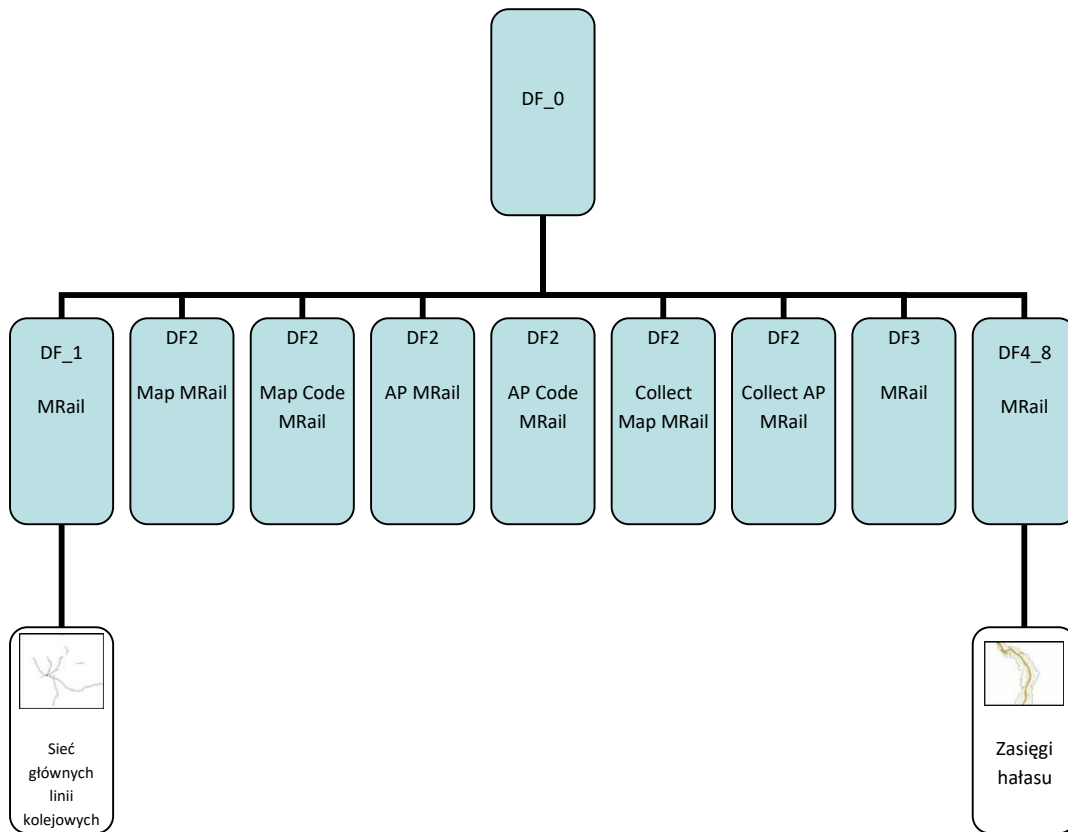 DF_0
DF_1
MRail
DF2
Map MRail
DF2
Map Code
MRail
DF2
AP MRail
DF2
AP Code
MRail
DF2
Collect
Map MRail
DF2
Collect AP
MRail
DF3
MRail
DF4_8
MRail
Sieć
głównych
linii
kolejowych
Zasięgi
hałasu